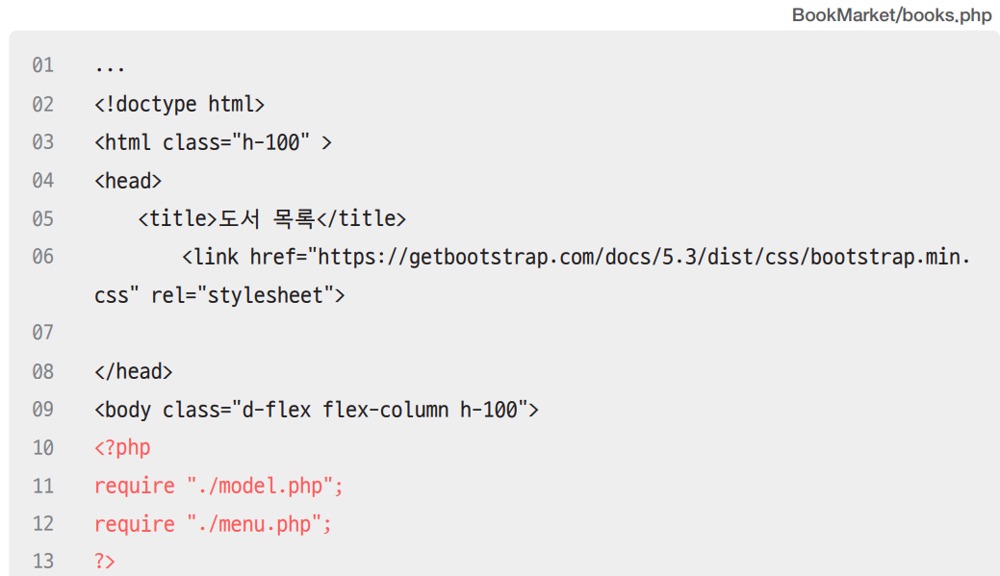 BookMarket/books.php
01 ...
02 <!doctype html>
03 <html class="h-100" >
04 <head>
05 <title>도서 목록</title>
06 <link href="https://getbootstrap.com/docs/5.3/dist/css/bootstrap.min.
css" rel="stylesheet">
07
08 </head>
09 <body class="d-flex flex-column h-100">
10 <?php
11 require "./model.php";
12 require "./menu.php";
13 ?>